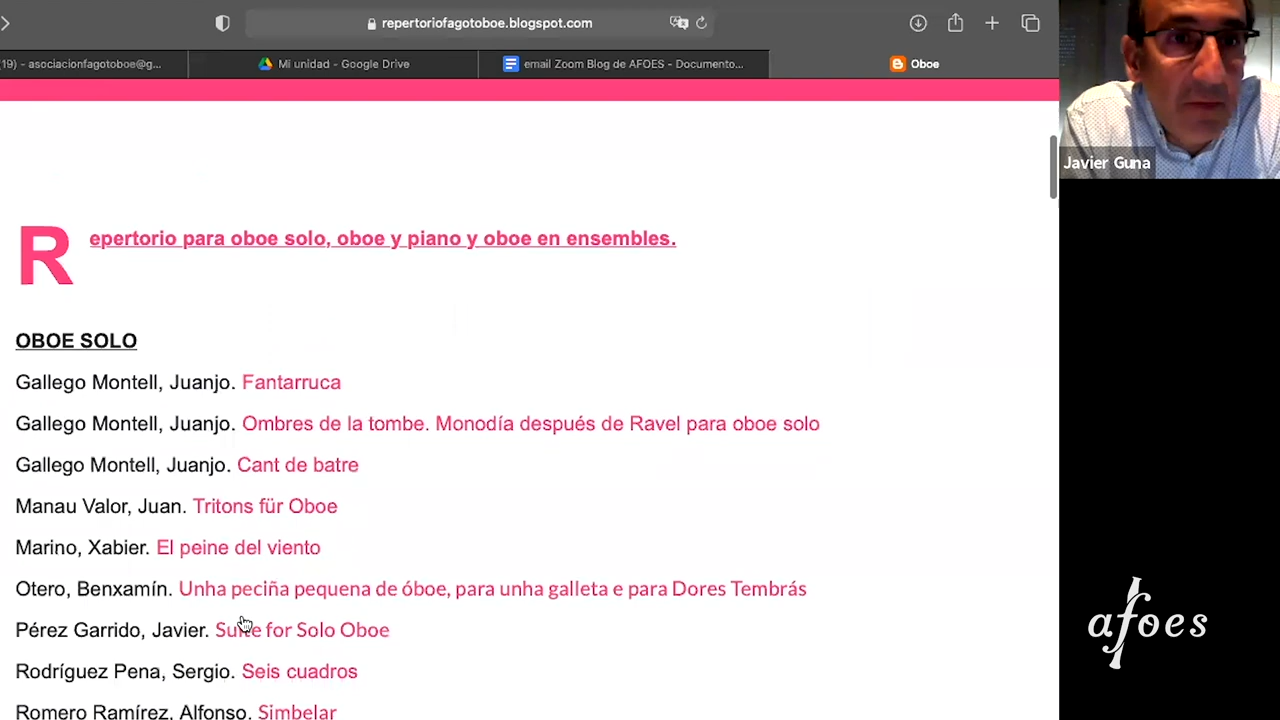 repertoriofagotoboe.blogspot.com
(19) - asociacionfagotoboe@g...
Mi unidad - Google Drive
email Zoom Blog de AFOES - Documento...
Oboe
Javier Guna
Repertorio para oboe solo, oboe y piano y oboe en ensembles.
OBOE SOLO
Gallego Montell, Juanjo. Fantarruca
Gallego Montell, Juanjo. Ombres de la tombe. Monodía después de Ravel para oboe solo
Gallego Montell, Juanjo. Cant de batre
Manau Valor, Juan. Tritons für Oboe
Marino, Xabier. El peine del viento
Otero, Benxamín. Unha peciña pequena de óboe, para unha galleta e para Dores Tembrás
Pérez Garrido, Javier. Suite for Solo Oboe
Rodríguez Pena, Sergio. Seis cuadros
Romero Ramírez, Alfonso. Simbelar
afoes